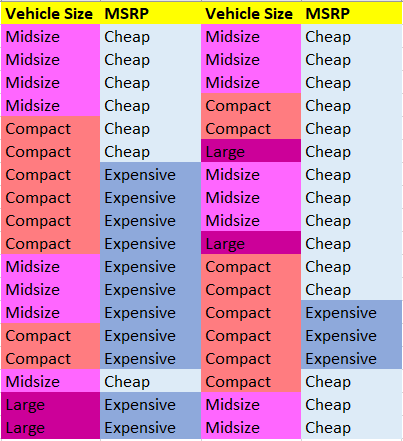 Vehicle Size MSRP Vehicle Size MSRP
Midsize Cheap Midsize Cheap
Midsize Cheap Midsize Cheap
Midsize Cheap Midsize Cheap
Midsize Cheap Compact Cheap
Compact Cheap Compact Cheap
Compact Cheap Large Cheap
Compact Expensive Midsize Cheap
Compact Expensive Midsize Cheap
Compact Expensive Midsize Cheap
Compact Expensive Large Cheap
Midsize Expensive Compact Cheap
Midsize Expensive Compact Cheap
Midsize Expensive Compact Expensive
Compact Expensive Compact Expensive
Compact Expensive Compact Expensive
Midsize Cheap Compact Cheap
Large Expensive Midsize Cheap
Large Expensive Midsize Cheap